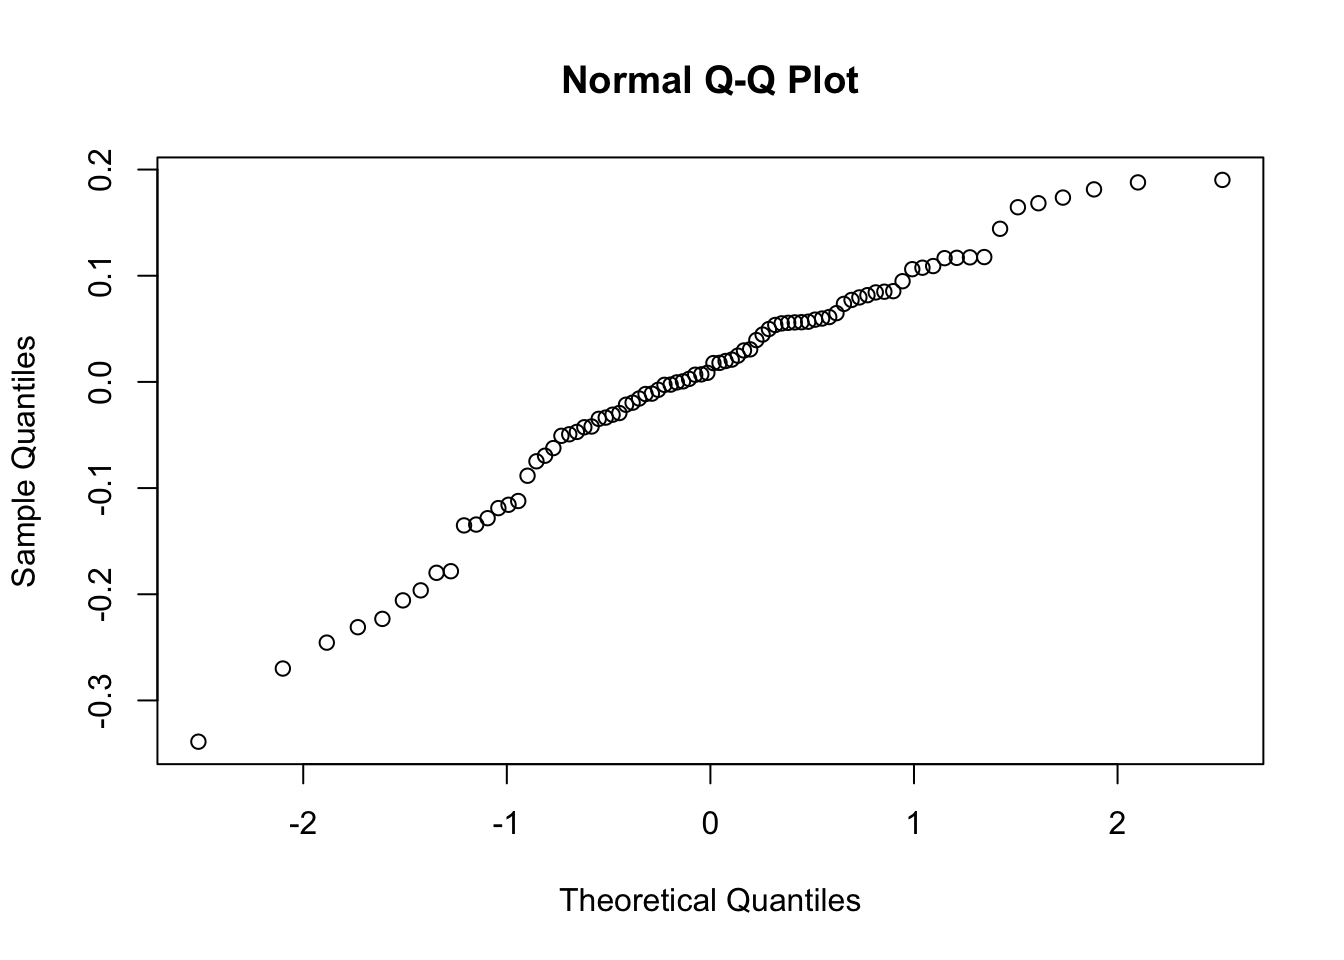 Normal Q-Q Plot
Sample Quantiles
0.2
0.1
0.0
-0.1
-0.2
-0.3
-2 -1 0 1 2
Theoretical Quantiles